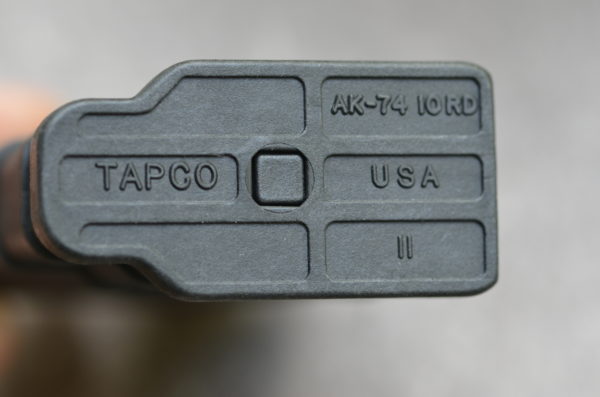 AK-74 10RD
TAPCO
USA
II